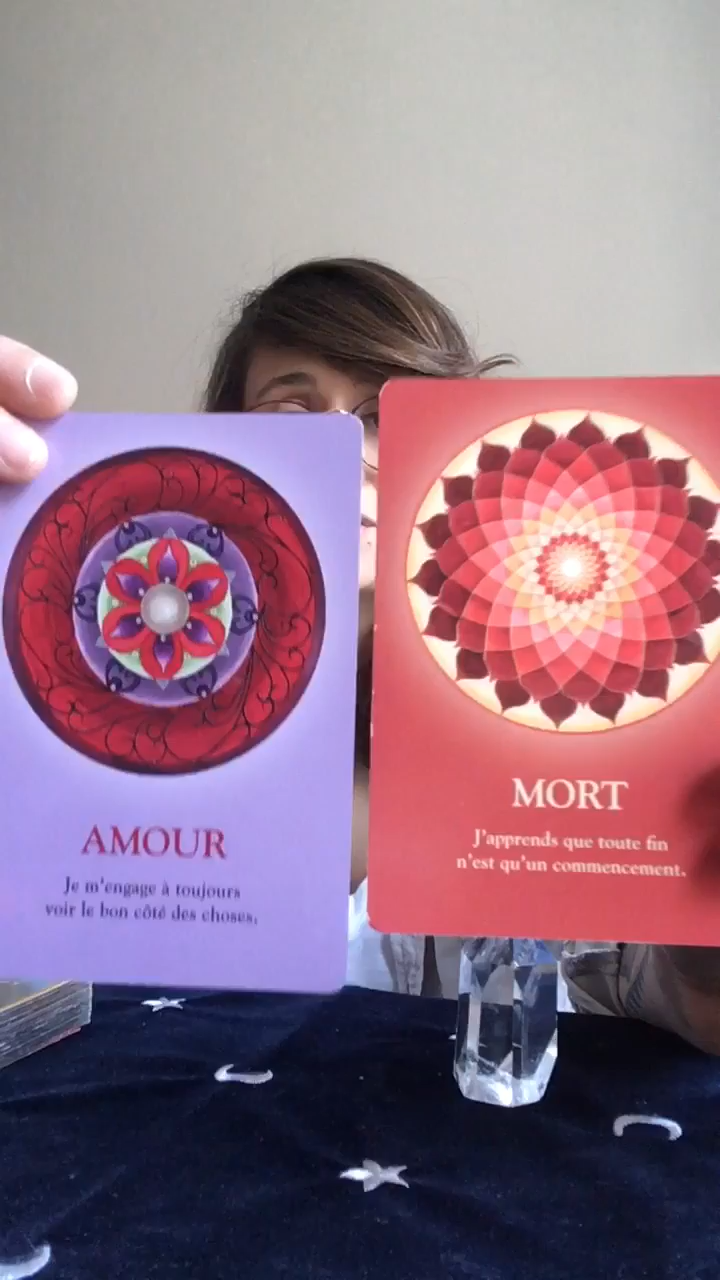 AMOUR
Je m'engage à toujours
voir le bon côté des choses.
MORT
J'apprends que toute fin
n'est qu'un commencement.